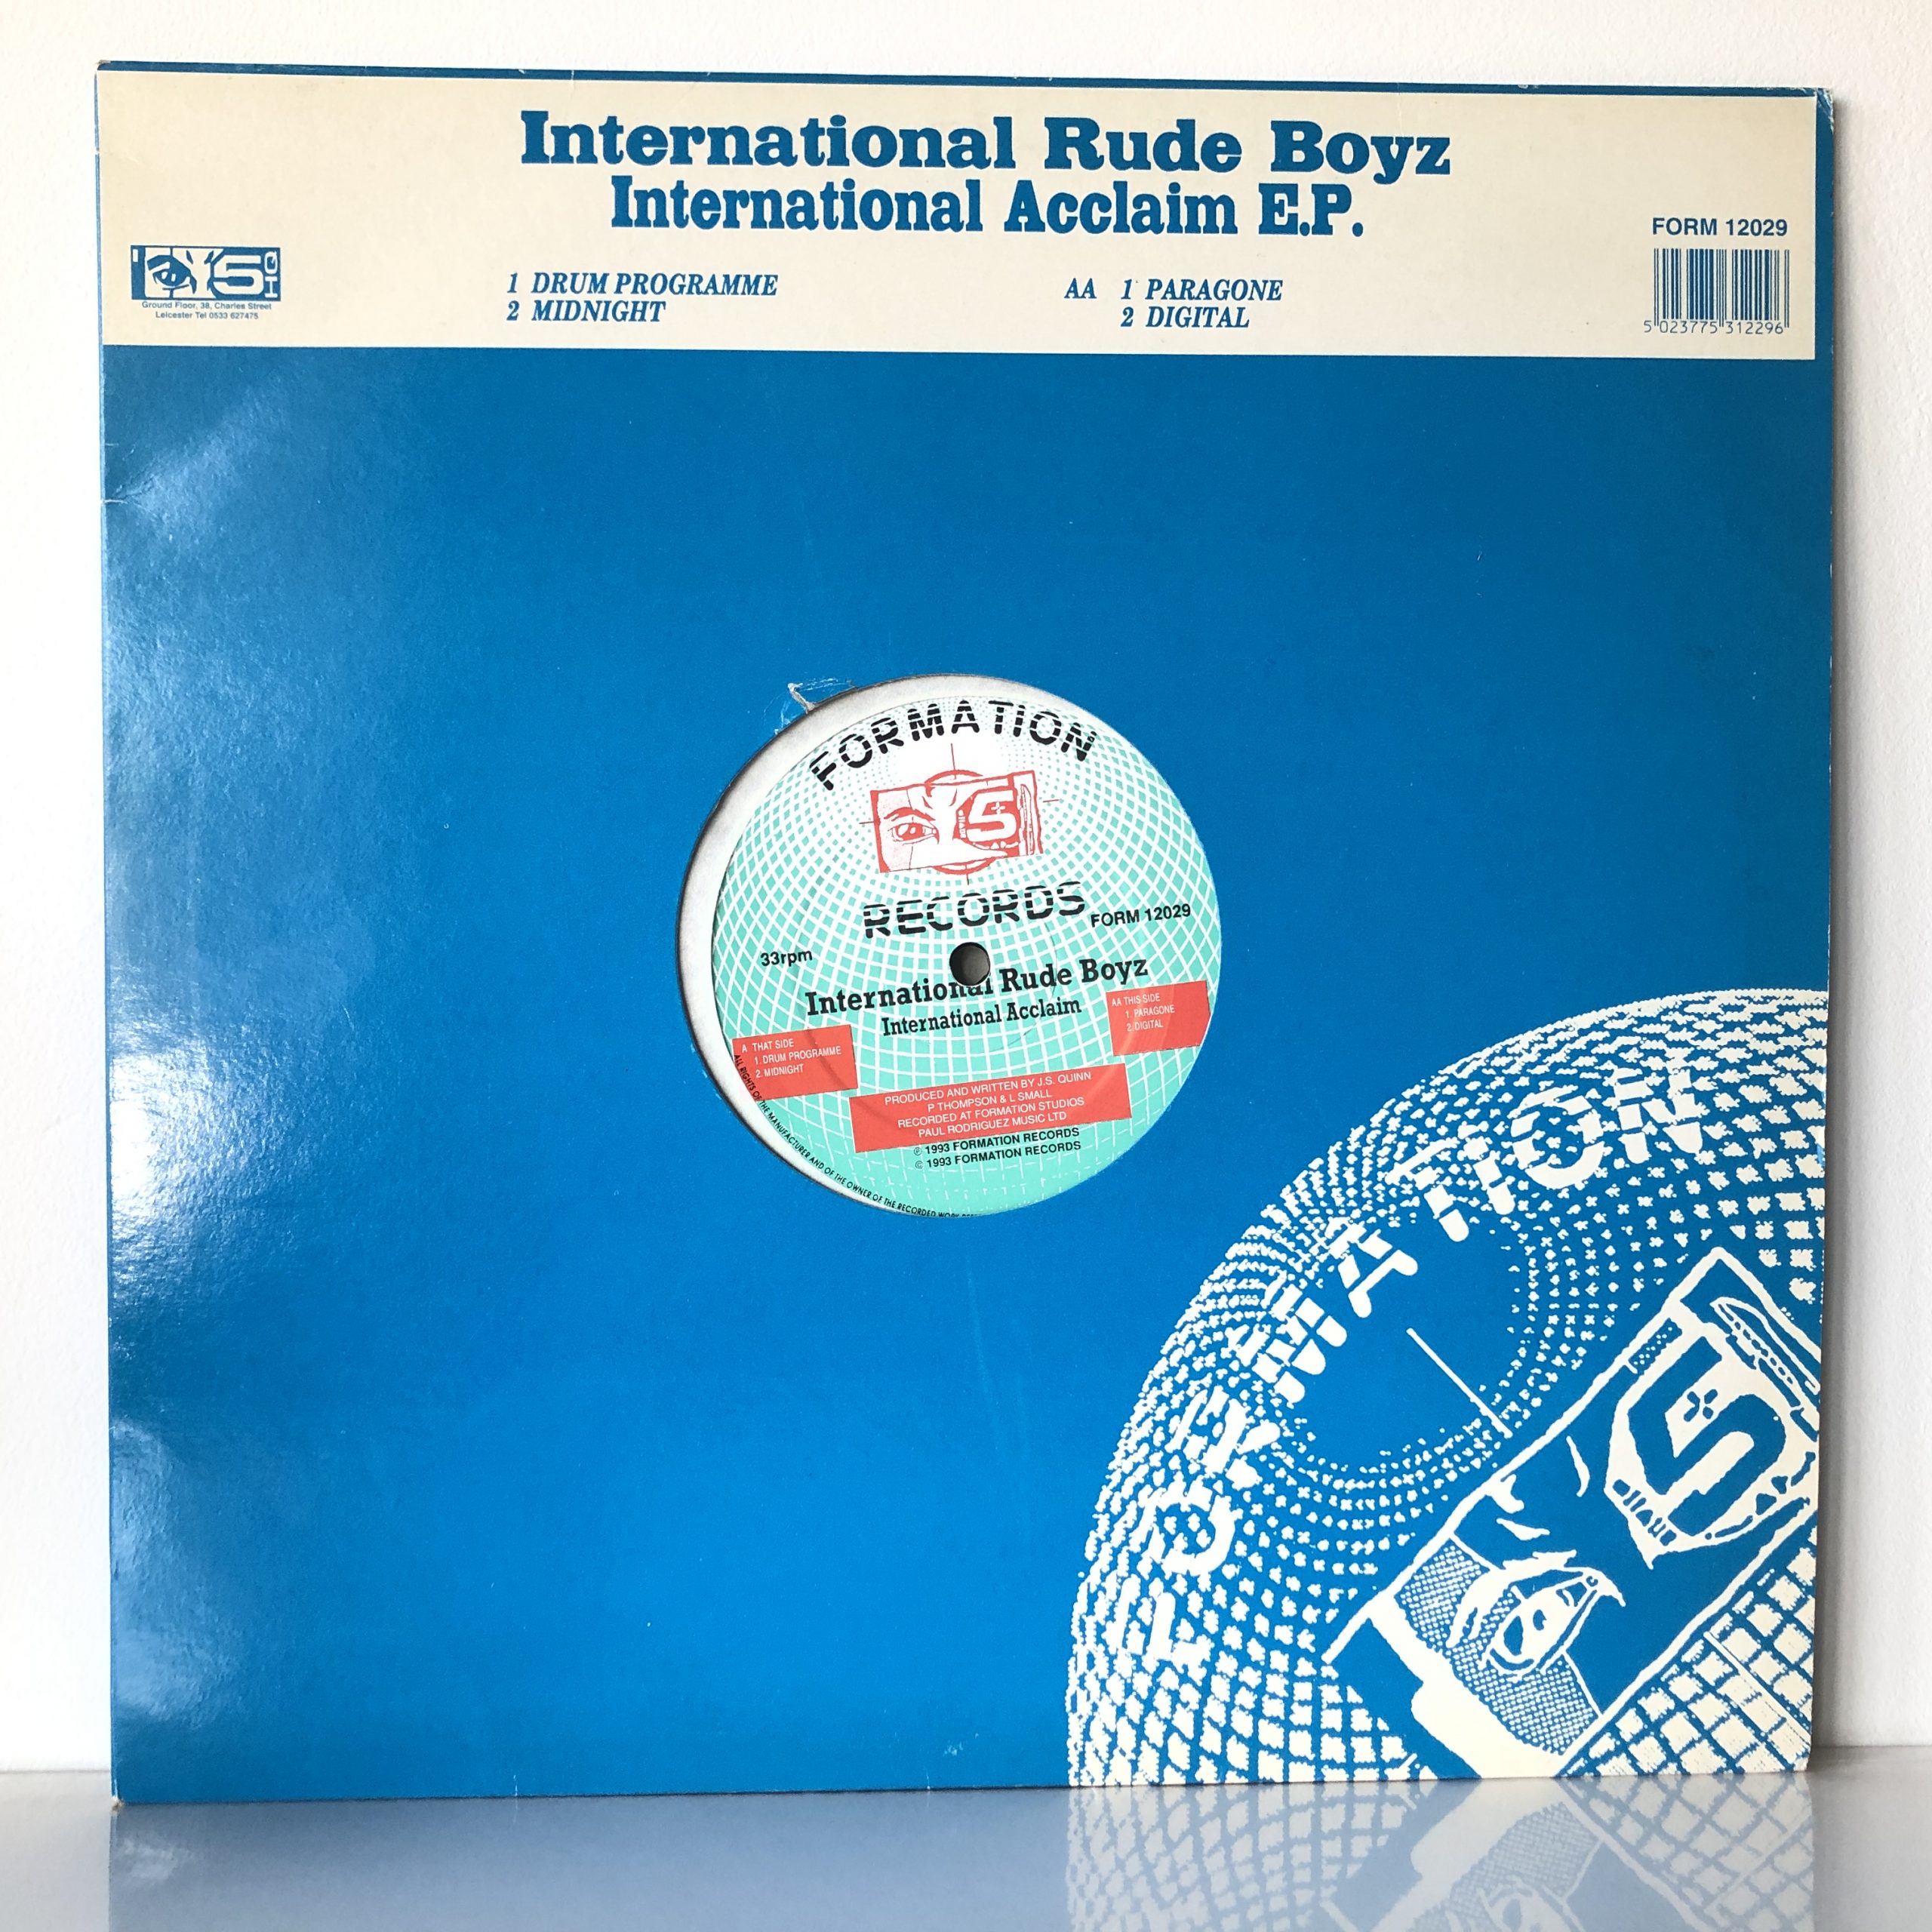 International Rude Boyz
International Acclaim E.P.
FORM 12029
5HQ
Ground Floor, 38, Charles Street
Leicester Tel 0533 627475
1 DRUM PROGRAMME
2 MIDNIGHT
AA 1 PARAGONE
2 DIGITAL
5 023775 312296
FORMATION
5
RECORDS
FORM 12029
33rpm
International Rude Boyz
International Acclaim
A THAT SIDE
1. DRUM PROGRAMME
2. MIDNIGHT
AA THIS SIDE
1. PARAGONE
2. DIGITAL
PRODUCED AND WRITTEN BY J.S. QUINN
P THOMPSON & L SMALL
RECORDED AT FORMATION STUDIOS
PAUL RODRIGUEZ MUSIC LTD
℗ 1993 FORMATION RECORDS
© 1993 FORMATION RECORDS
ALL RIGHTS OF THE MANUFACTURER AND OF THE OWNER OF THE RECORDED WORK
FORMATION
5